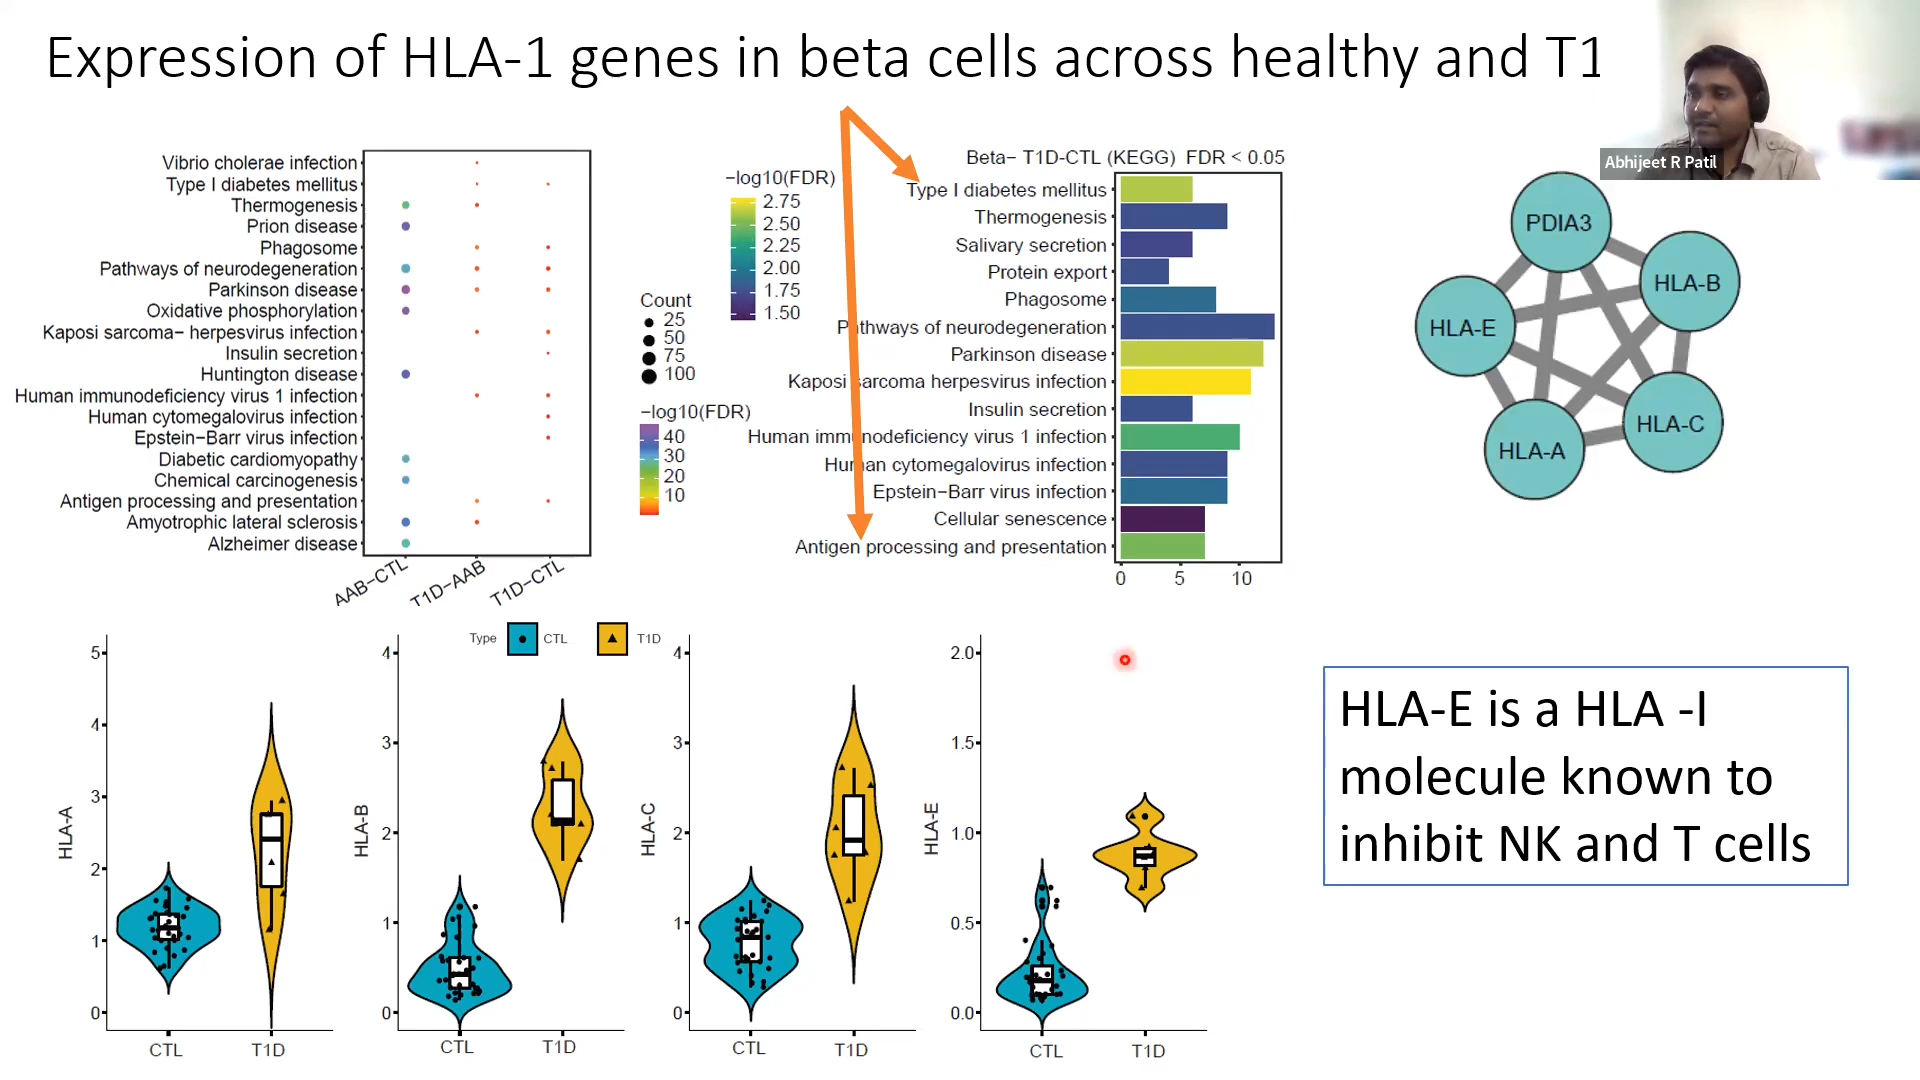 Expression of HLA-1 genes in beta cells across healthy and T1
Abhijeet R Patil
Vibrio cholerae infection
Type I diabetes mellitus
Thermogenesis
Prion disease
Phagosome
Pathways of neurodegeneration
Parkinson disease
Oxidative phosphorylation
Kaposi sarcoma− herpesvirus infection
Insulin secretion
Huntington disease
Human immunodeficiency virus 1 infection
Human cytomegalovirus infection
Epstein−Barr virus infection
Diabetic cardiomyopathy
Chemical carcinogenesis
Antigen processing and presentation
Amyotrophic lateral sclerosis
Alzheimer disease
AAB−CTL
T1D−AAB
T1D−CTL
Count
25
50
75
100
−log10(FDR)
40
30
20
10
−log10(FDR)
2.75
2.50
2.25
2.00
1.75
1.50
Beta− T1D-CTL (KEGG) FDR < 0.05
Type I diabetes mellitus
Thermogenesis
Salivary secretion
Protein export
Phagosome
Pathways of neurodegeneration
Parkinson disease
Kaposi sarcoma herpesvirus infection
Insulin secretion
Human immunodeficiency virus 1 infection
Human cytomegalovirus infection
Epstein−Barr virus infection
Cellular senescence
Antigen processing and presentation
0 5 10
PDIA3
HLA-B
HLA-E
HLA-C
HLA-A
Type CTL T1D
HLA-A
5
4
3
2
1
0
CTL T1D
HLA-B
4
3
2
1
0
CTL T1D
HLA-C
4
3
2
1
0
CTL T1D
HLA-E
2.0
1.5
1.0
0.5
0.0
CTL T1D
HLA-E is a HLA -I
molecule known to
inhibit NK and T cells